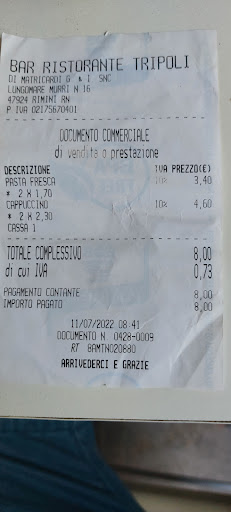 BAR RISTORANTE TRIPOLI
DI MATRICARDI G & I SNC
LUNGOMARE MURRI N 16
47924 RIMINI RN
P IVA 02175670401
DOCUMENTO COMMERCIALE
di vendita o prestazione
DESCRIZIONE IVA PREZZO(€)
PASTA FRESCA 10% 3,40
* 2 X 1,70
CAPPUCCINO 10% 4,60
* 2 X 2,30
CASSA 1
TOTALE COMPLESSIVO 8,00
di cui IVA 0,73
PAGAMENTO CONTANTE 8,00
IMPORTO PAGATO 8,00
11/07/2022 08:41
DOCUMENTO N 0428-0009
RT 8AMTN020880
ARRIVEDERCI E GRAZIE